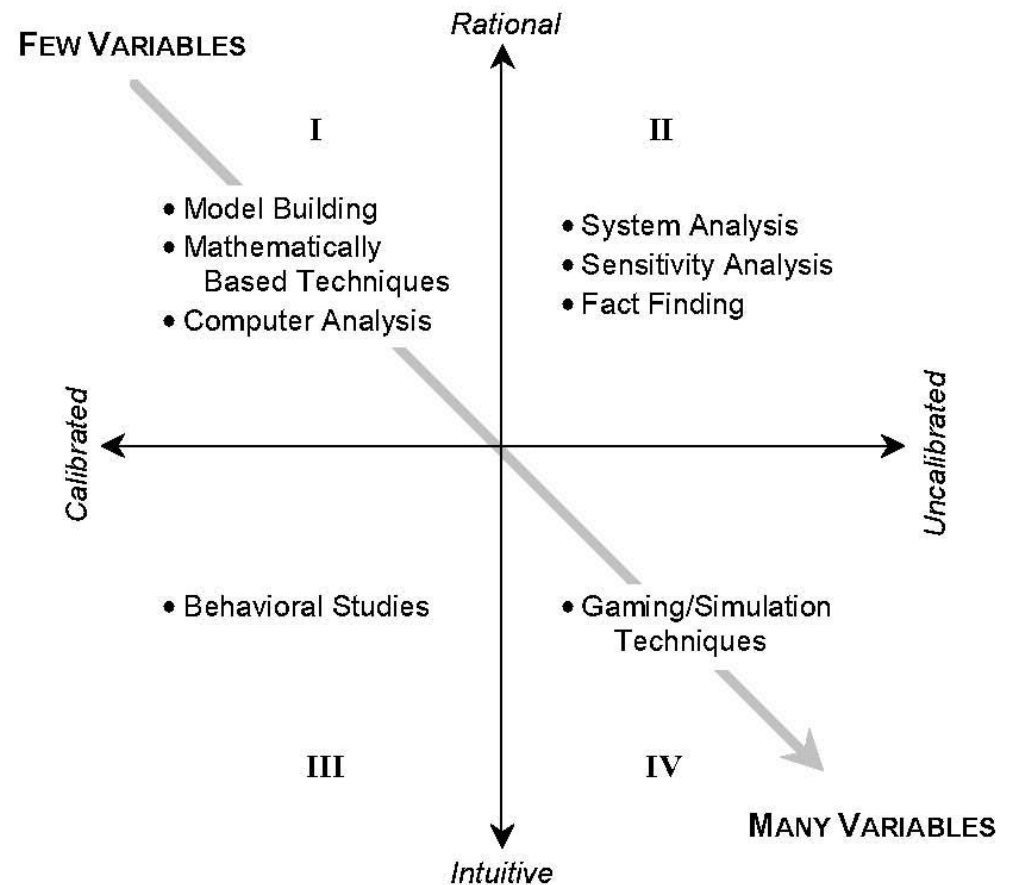 Rational
FEW VARIABLES
I
II
• Model Building
• Mathematically
Based Techniques
• Computer Analysis
• System Analysis
• Sensitivity Analysis
• Fact Finding
Calibrated
Uncalibrated
• Behavioral Studies
• Gaming/Simulation
Techniques
III
IV
MANY VARIABLES
Intuitive